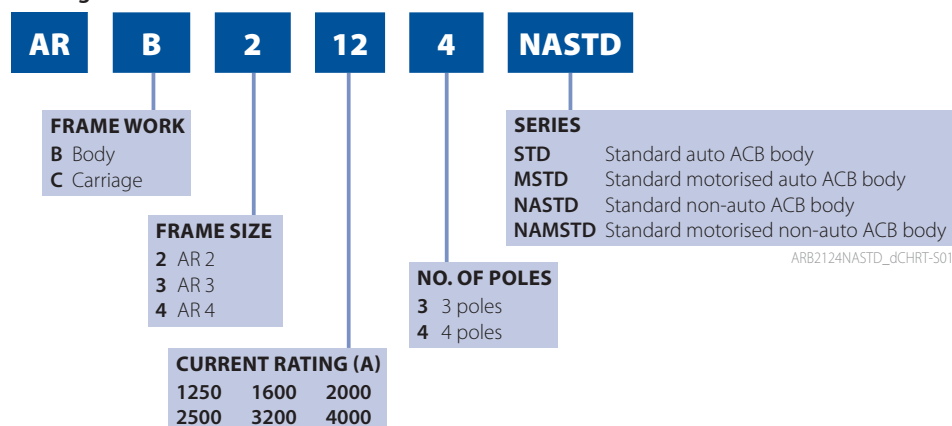 AR B 2 12 4 NASTD
FRAME WORK
B Body
C Carriage
FRAME SIZE
2 AR 2
3 AR 3
4 AR 4
CURRENT RATING (A)
1250 1600 2000
2500 3200 4000
NO. OF POLES
3 3 poles
4 4 poles
SERIES
STD Standard auto ACB body
MSTD Standard motorised auto ACB body
NASTD Standard non-auto ACB body
NAMSTD Standard motorised non-auto ACB body
ARB2124NASTD_dCHRT-S01